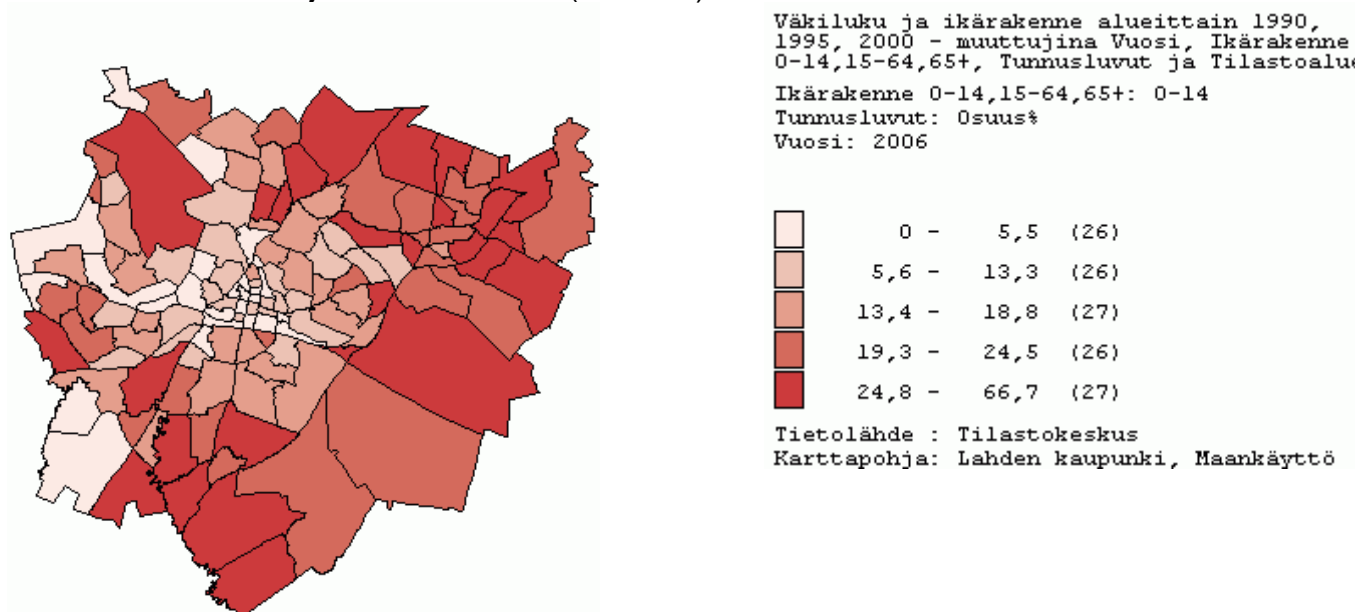 Väkiluku ja ikärakenne alueittain 1990,
1995, 2000 - muuttujina Vuosi, Ikärakenne
0-14,15-64,65+, Tunnusluvut ja Tilastoalue
Ikärakenne 0-14,15-64,65+: 0-14
Tunnusluvut: Osuus%
Vuosi: 2006
0 - 5,5 (26)
5,6 - 13,3 (26)
13,4 - 18,8 (27)
19,3 - 24,5 (26)
24,8 - 66,7 (27)
Tietolähde : Tilastokeskus
Karttapohja: Lahden kaupunki, Maankäyttö